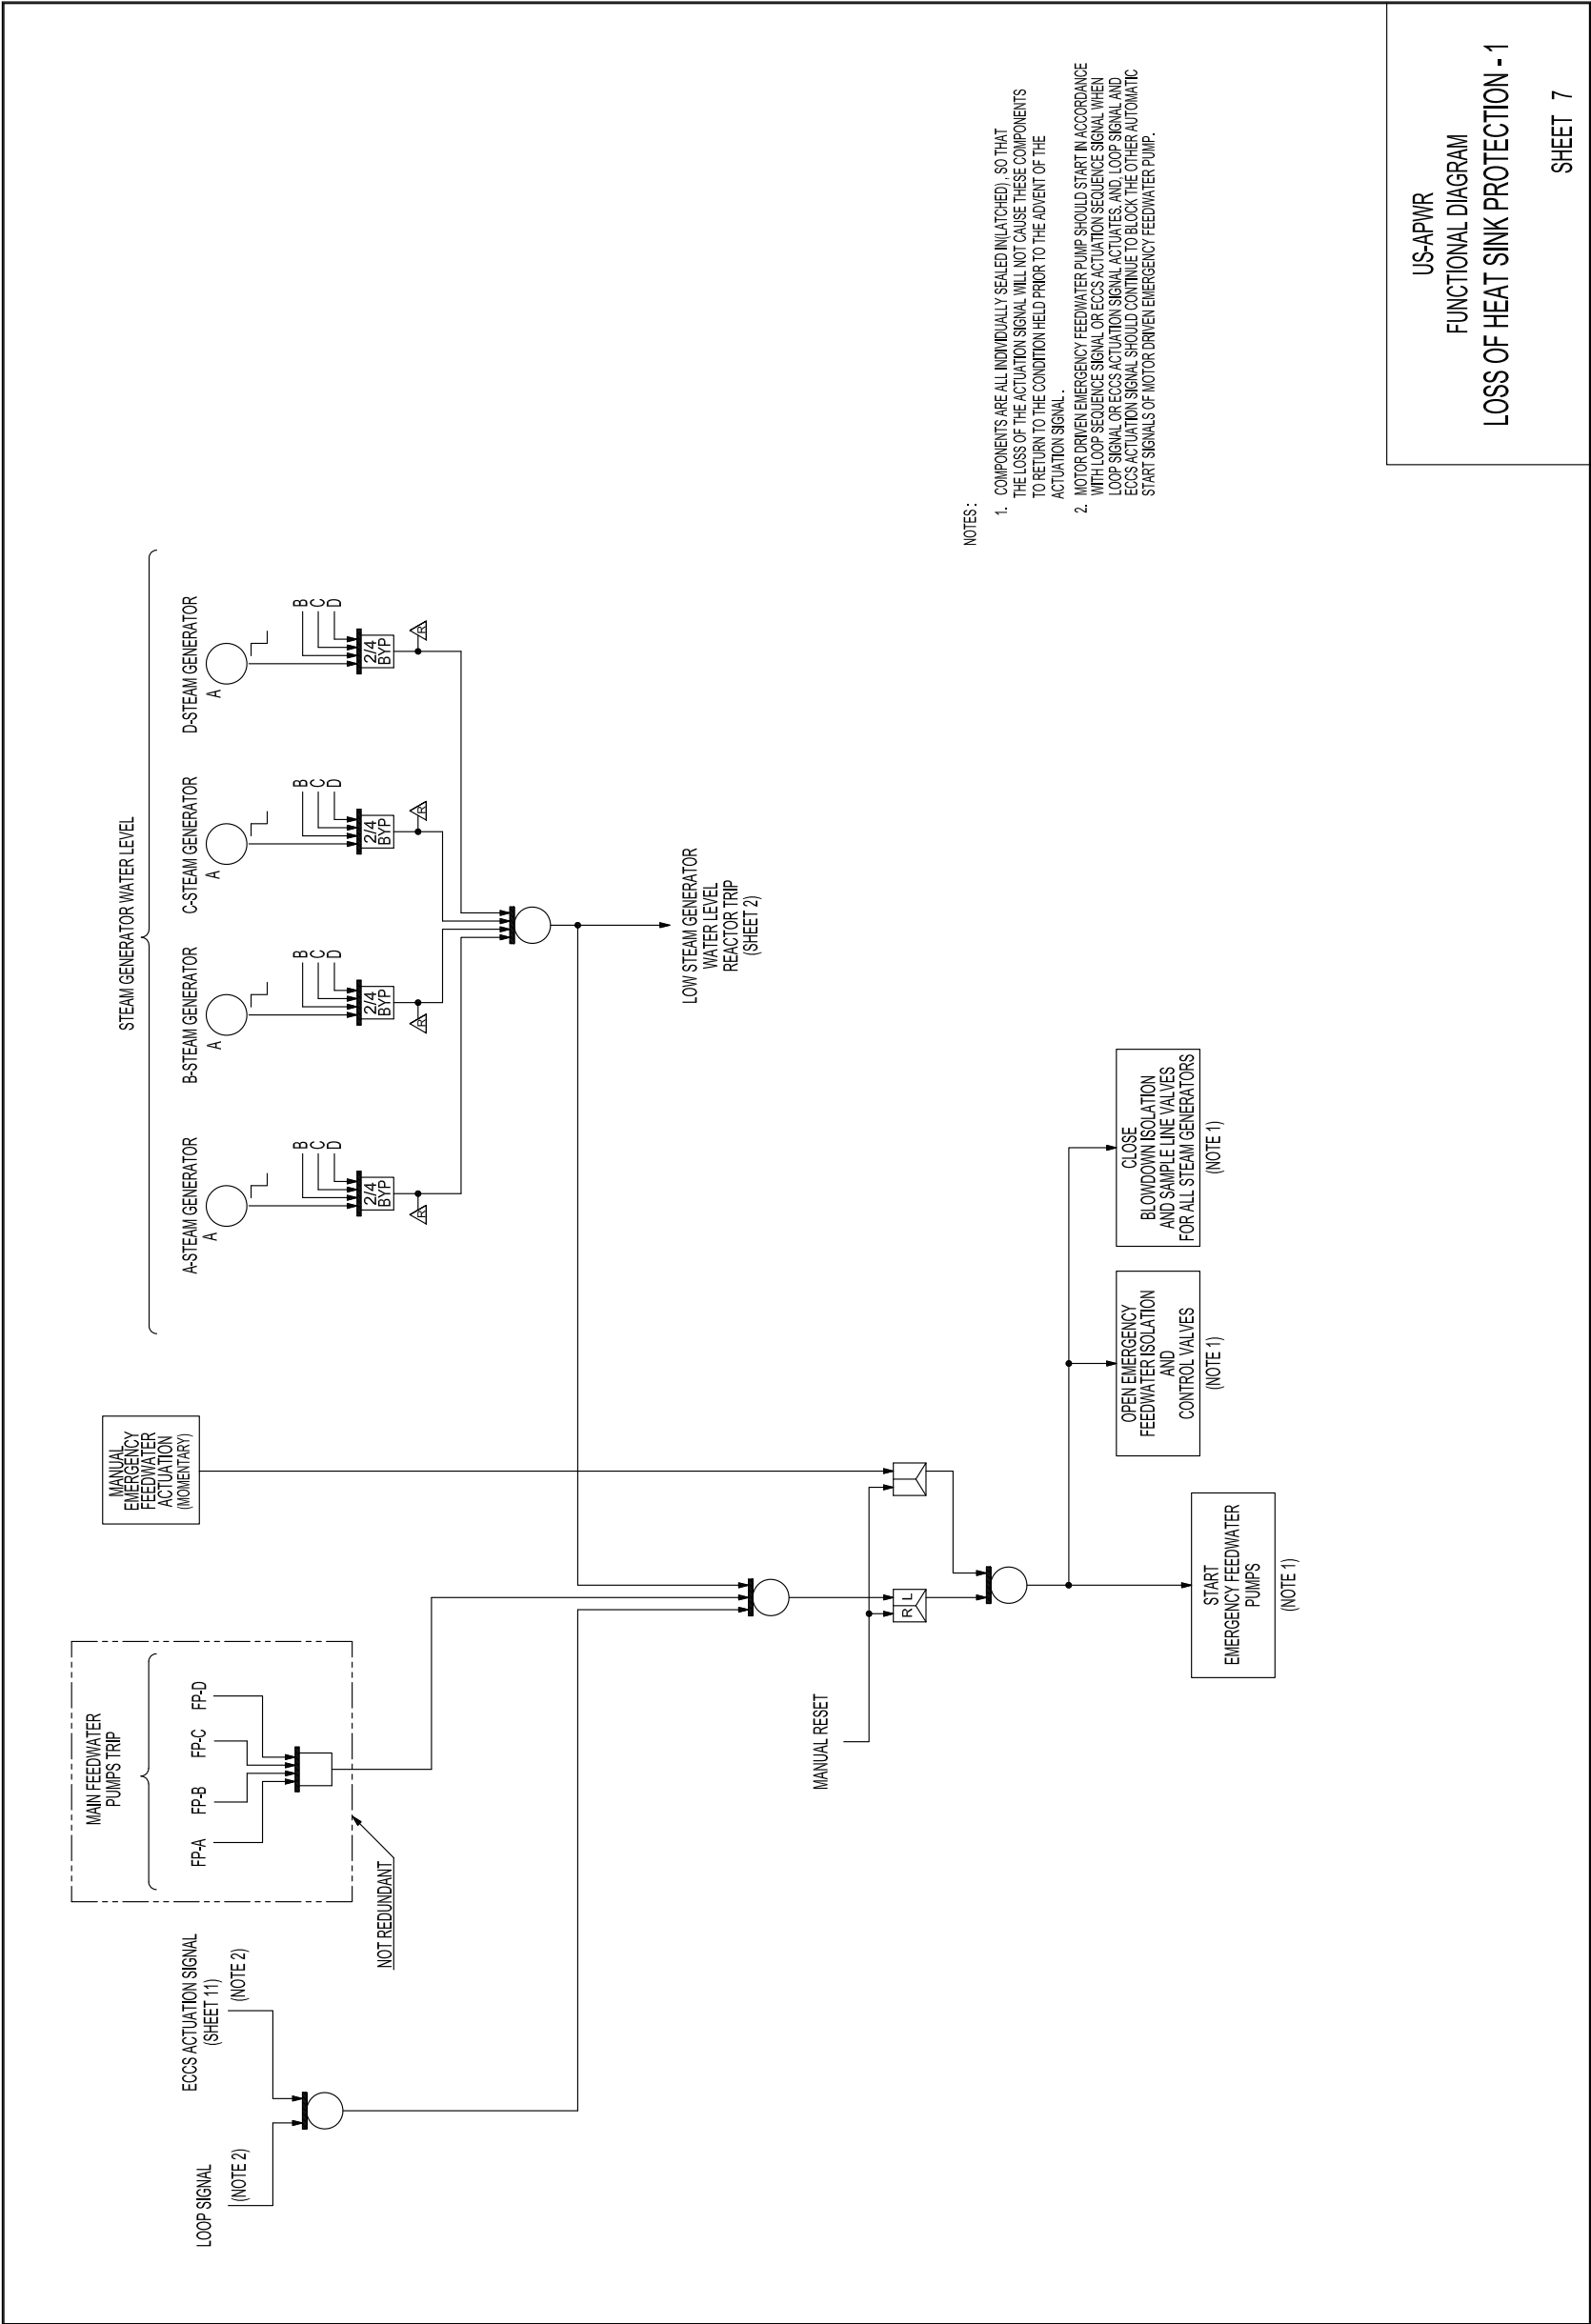 STEAM GENERATOR WATER LEVEL
MAIN FEEDWATER
PUMPS TRIP
MANUAL
EMERGENCY
FEEDWATER
ACTUATION
(MOMENTARY)
LOOP SIGNAL
(NOTE 2)
ECCS ACTUATION SIGNAL
(SHEET 11)
(NOTE 2)
FP-A
FP-B
FP-C
FP-D
NOT REDUNDANT
A-STEAM GENERATOR
A
B
C
D
2/4
BYP
R
B-STEAM GENERATOR
A
B
C
D
2/4
BYP
R
C-STEAM GENERATOR
A
B
C
D
2/4
BYP
R
D-STEAM GENERATOR
A
B
C
D
2/4
BYP
R
LOW STEAM GENERATOR
WATER LEVEL
REACTOR TRIP
(SHEET 2)
MANUAL RESET
R L
START
EMERGENCY FEEDWATER
PUMPS
(NOTE 1)
OPEN EMERGENCY
FEEDWATER ISOLATION
AND
CONTROL VALVES
(NOTE 1)
CLOSE
BLOWDOWN ISOLATION
AND SAMPLE LINE VALVES
FOR ALL STEAM GENERATORS
(NOTE 1)
NOTES :
1. COMPONENTS ARE ALL INDIVIDUALLY SEALED IN(LATCHED), SO THAT
THE LOSS OF THE ACTUATION SIGNAL WILL NOT CAUSE THESE COMPONENTS
TO RETURN TO THE CONDITION HELD PRIOR TO THE ADVENT OF THE
ACTUATION SIGNAL.
2. MOTOR DRIVEN EMERGENCY FEEDWATER PUMP SHOULD START IN ACCORDANCE
WITH LOOP SEQUENCE SIGNAL OR ECCS ACTUATION SEQUENCE SIGNAL WHEN
LOOP SIGNAL OR ECCS ACTUATION SIGNAL ACTUATES. AND, LOOP SIGNAL AND
ECCS ACTUATION SIGNAL SHOULD CONTINUE TO BLOCK THE OTHER AUTOMATIC
START SIGNALS OF MOTOR DRIVEN EMERGENCY FEEDWATER PUMP.
US-APWR
FUNCTIONAL DIAGRAM
LOSS OF HEAT SINK PROTECTION - 1
SHEET 7